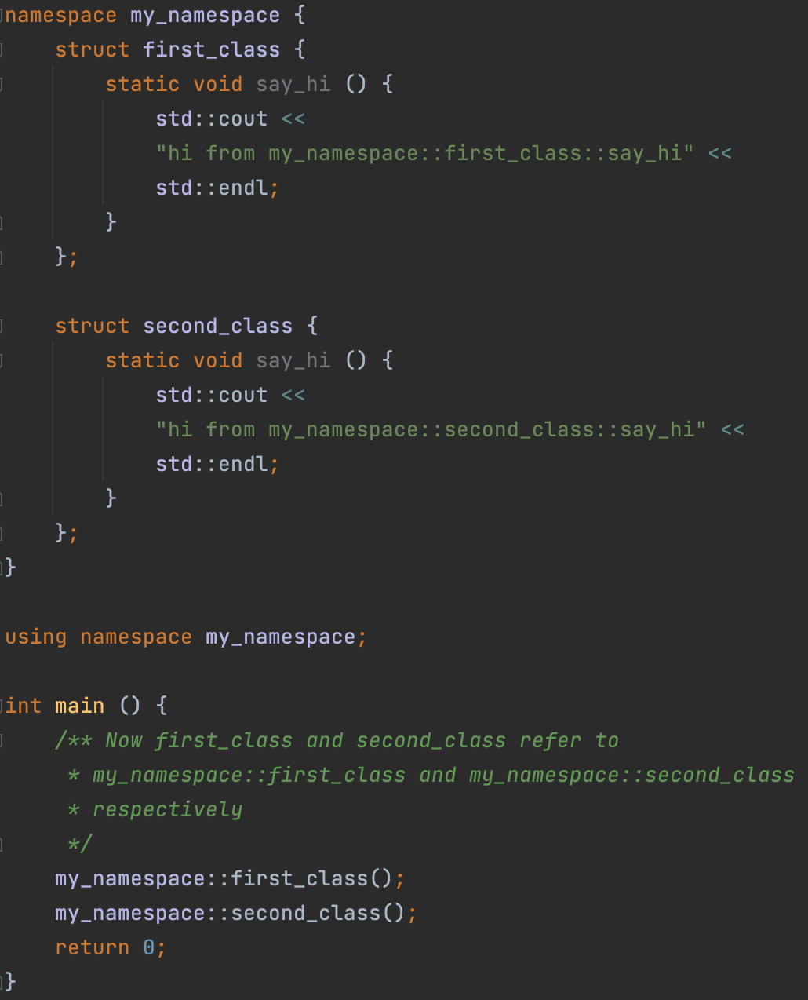 namespace my_namespace {
    struct first_class {
        static void say_hi () {
            std::cout <<
            "hi from my_namespace::first_class::say_hi" <<
            std::endl;
        }
    };

    struct second_class {
        static void say_hi () {
            std::cout <<
            "hi from my_namespace::second_class::say_hi" <<
            std::endl;
        }
    };
}

using namespace my_namespace;

int main () {
    /** Now first_class and second_class refer to
     * my_namespace::first_class and my_namespace::second_class
     * respectively
     */
    my_namespace::first_class();
    my_namespace::second_class();
    return 0;
}